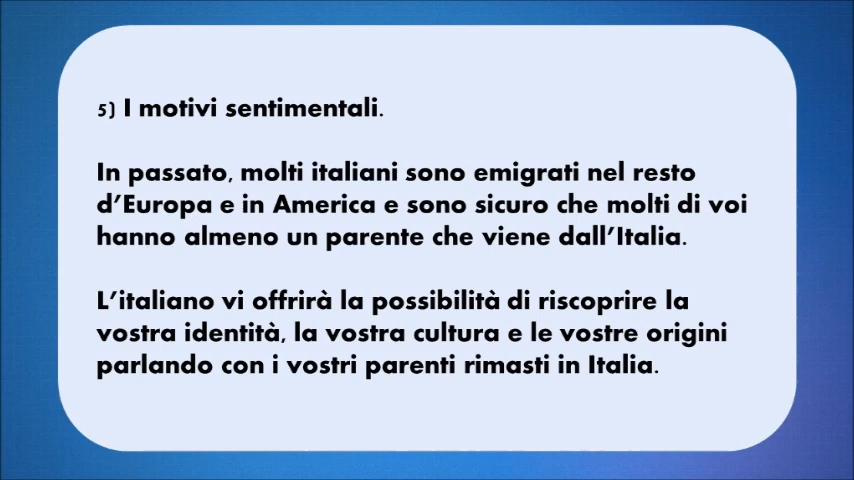 5) I motivi sentimentali.
In passato, molti italiani sono emigrati nel resto
d’Europa e in America e sono sicuro che molti di voi
hanno almeno un parente che viene dall’Italia.
L’italiano vi offrirà la possibilità di riscoprire la
vostra identità, la vostra cultura e le vostre origini
parlando con i vostri parenti rimasti in Italia.